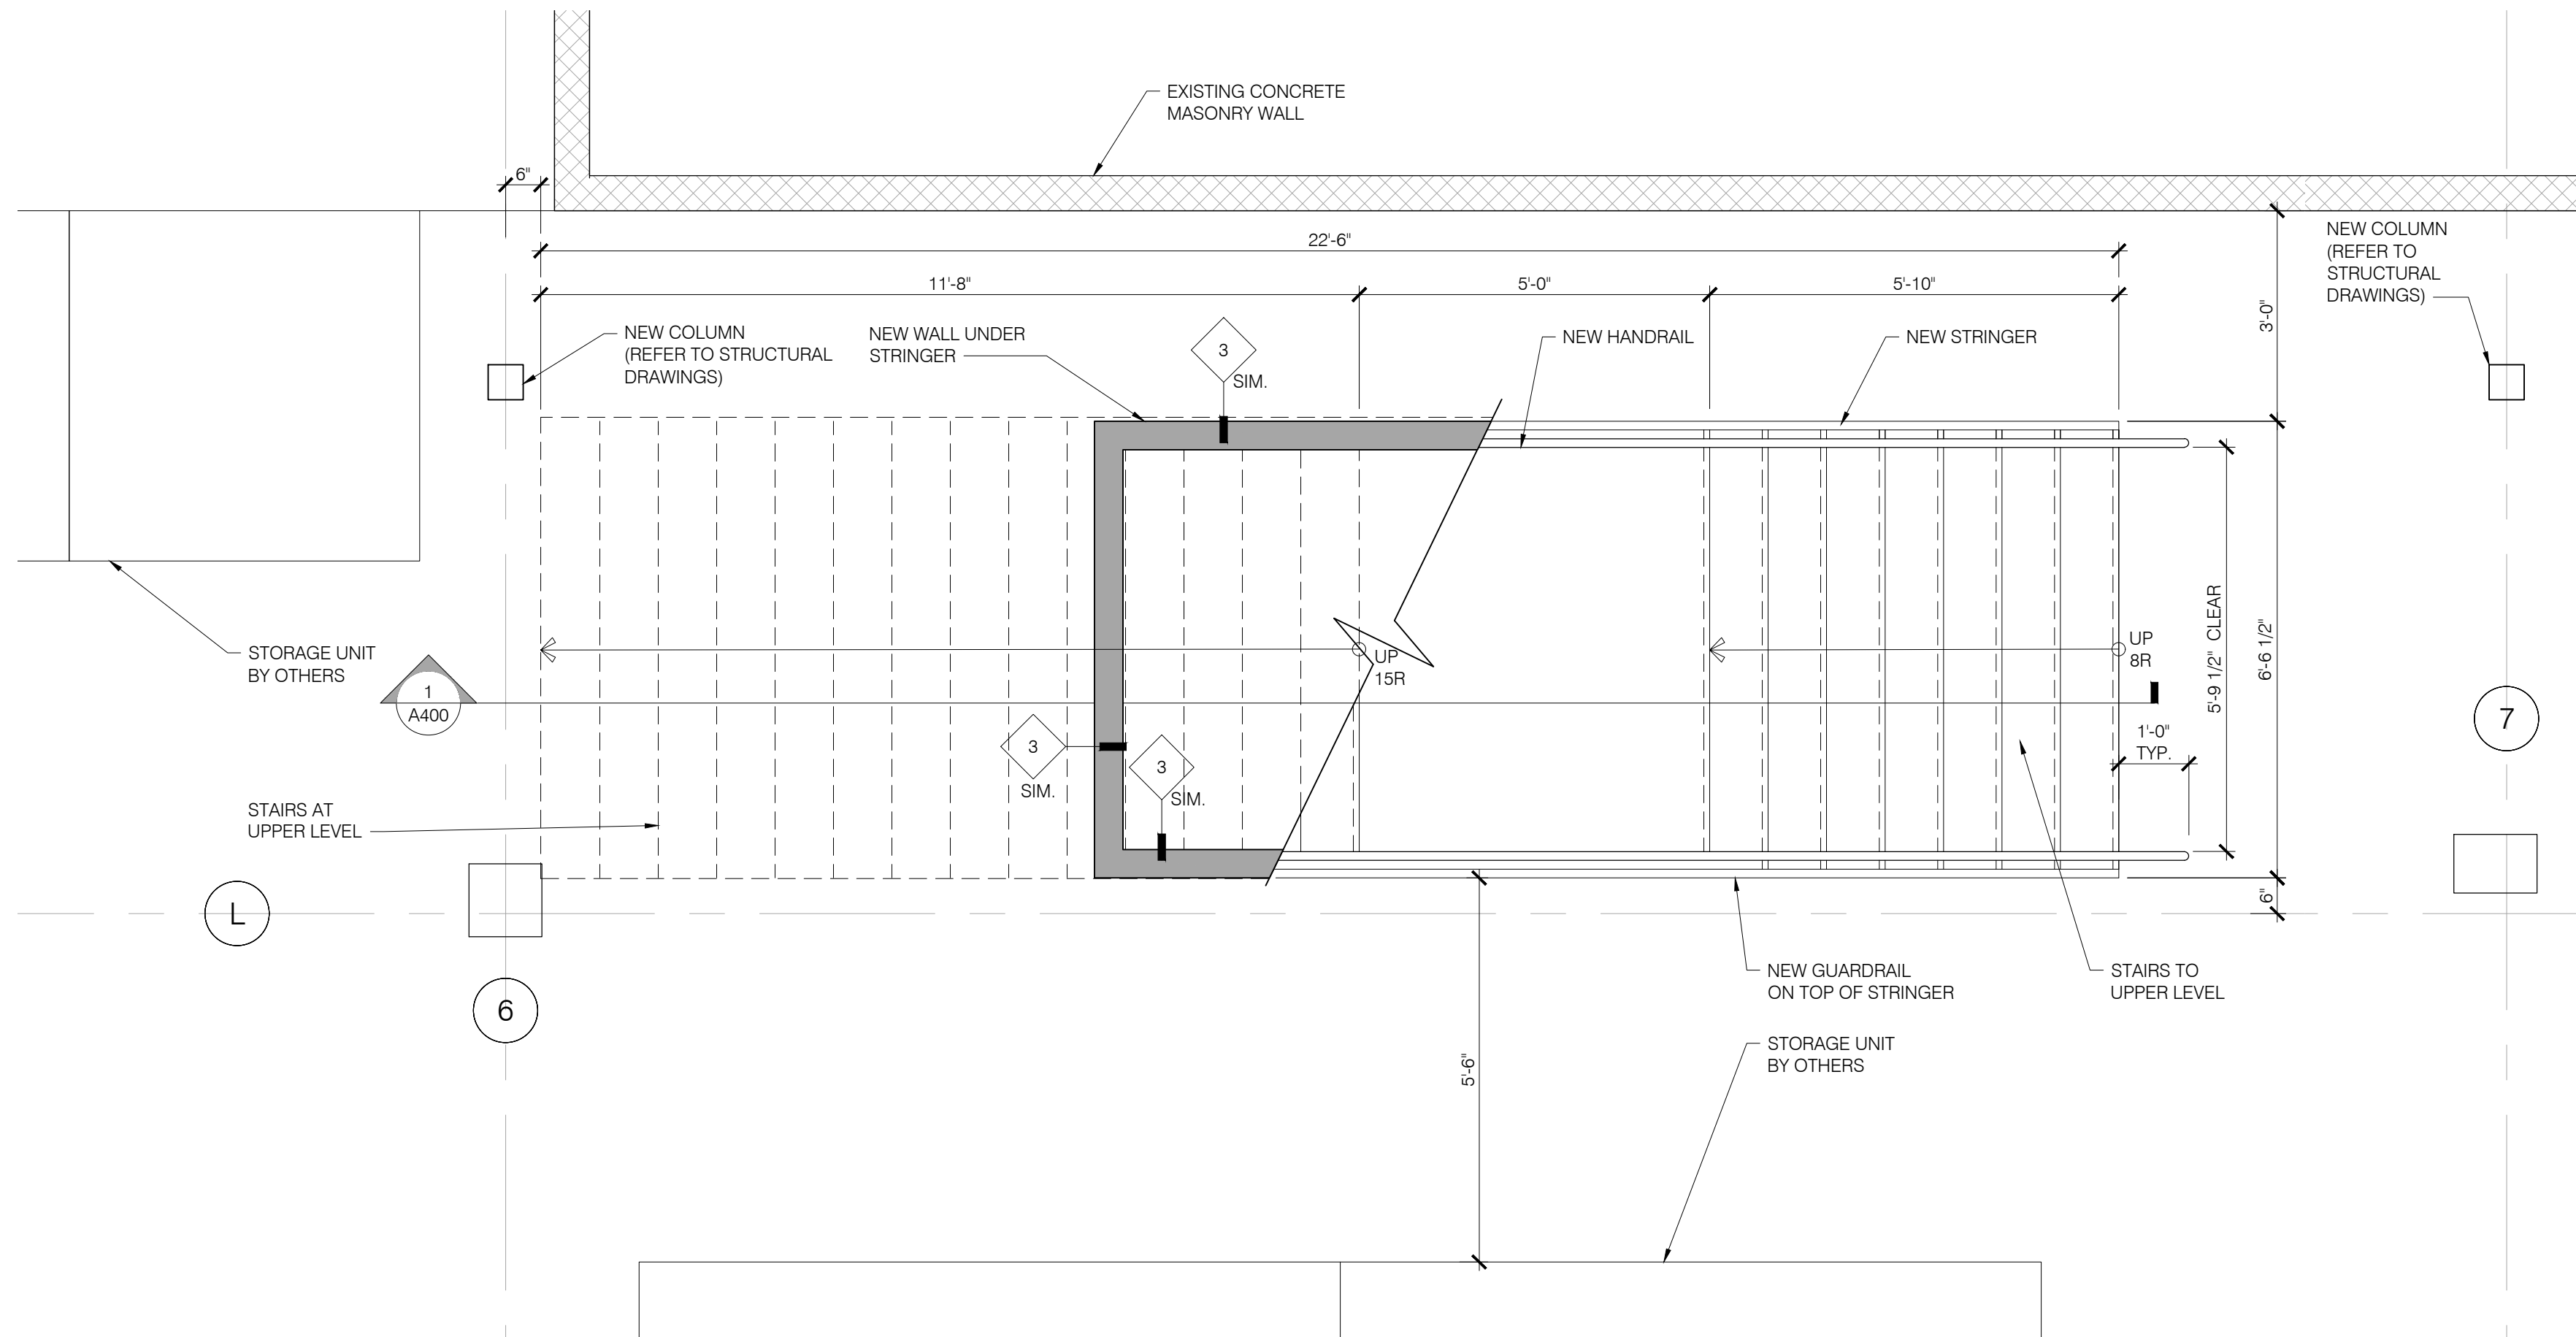 EXISTING CONCRETE
MASONRY WALL
6"
22'-6"
11'-8"
5'-0"
5'-10"
NEW COLUMN
(REFER TO
STRUCTURAL
DRAWINGS)
3'-0"
NEW COLUMN
(REFER TO STRUCTURAL
DRAWINGS)
NEW WALL UNDER
STRINGER
3
SIM.
NEW HANDRAIL
NEW STRINGER
STORAGE UNIT
BY OTHERS
1
A400
UP
15R
UP
8R
5'-9 1/2" CLEAR
6'-6 1/2"
7
1'-0"
TYP.
3
SIM.
3
SIM.
STAIRS AT
UPPER LEVEL
L
6"
6
NEW GUARDRAIL
ON TOP OF STRINGER
STAIRS TO
UPPER LEVEL
5'-6"
STORAGE UNIT
BY OTHERS